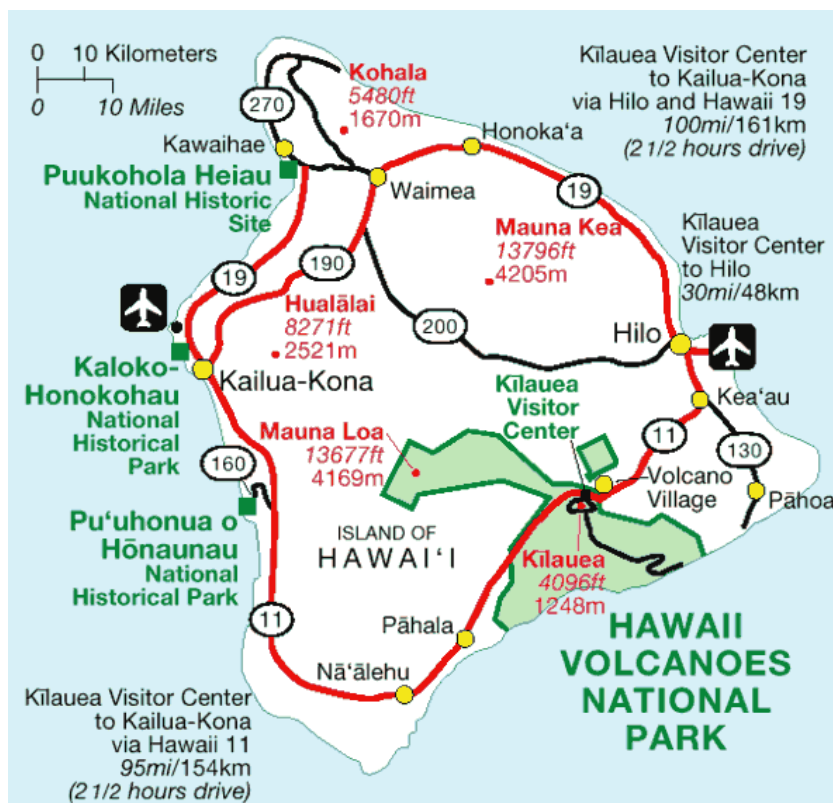 0 10 Kilometers
0 10 Miles
Kohala
5480ft
1670m
270
Kawaihae
Puukohola Heiau
National Historic
Site
Waimea
Honoka‘a
19
Kīlauea Visitor Center
to Kailua-Kona
via Hilo and Hawaii 19
100mi/161km
(2 1/2 hours drive)
Mauna Kea
13796ft
4205m
Kīlauea
Visitor Center
to Hilo
30mi/48km
190
19
Hualālai
8271ft
2521m
200
Hilo
Kailua-Kona
Kaloko-
Honokohau
National
Historical
Park
Kīlauea
Visitor
Center
Kea‘au
11
130
Mauna Loa
13677ft
4169m
160
Volcano
Village
Pāhoa
Pu‘uhonua o
Hōnaunau
National
Historical Park
ISLAND OF
HAWAI‘I
Kīlauea
4096ft
1248m
11
Pāhala
Nā‘ālehu
HAWAII
VOLCANOES
NATIONAL
PARK
Kīlauea Visitor Center
to Kailua-Kona
via Hawaii 11
95mi/154km
(2 1/2 hours drive)